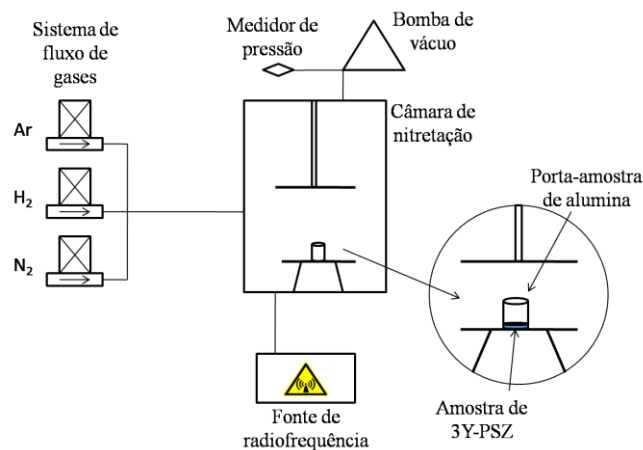 Sistema de
fluxo de
gases
Ar
H₂
N₂
Medidor de
pressão
Bomba de
vácuo
Câmara de
nitretação
Porta-amostra
de alumina
Fonte de
radiofrequência
Amostra de
3Y-PSZ